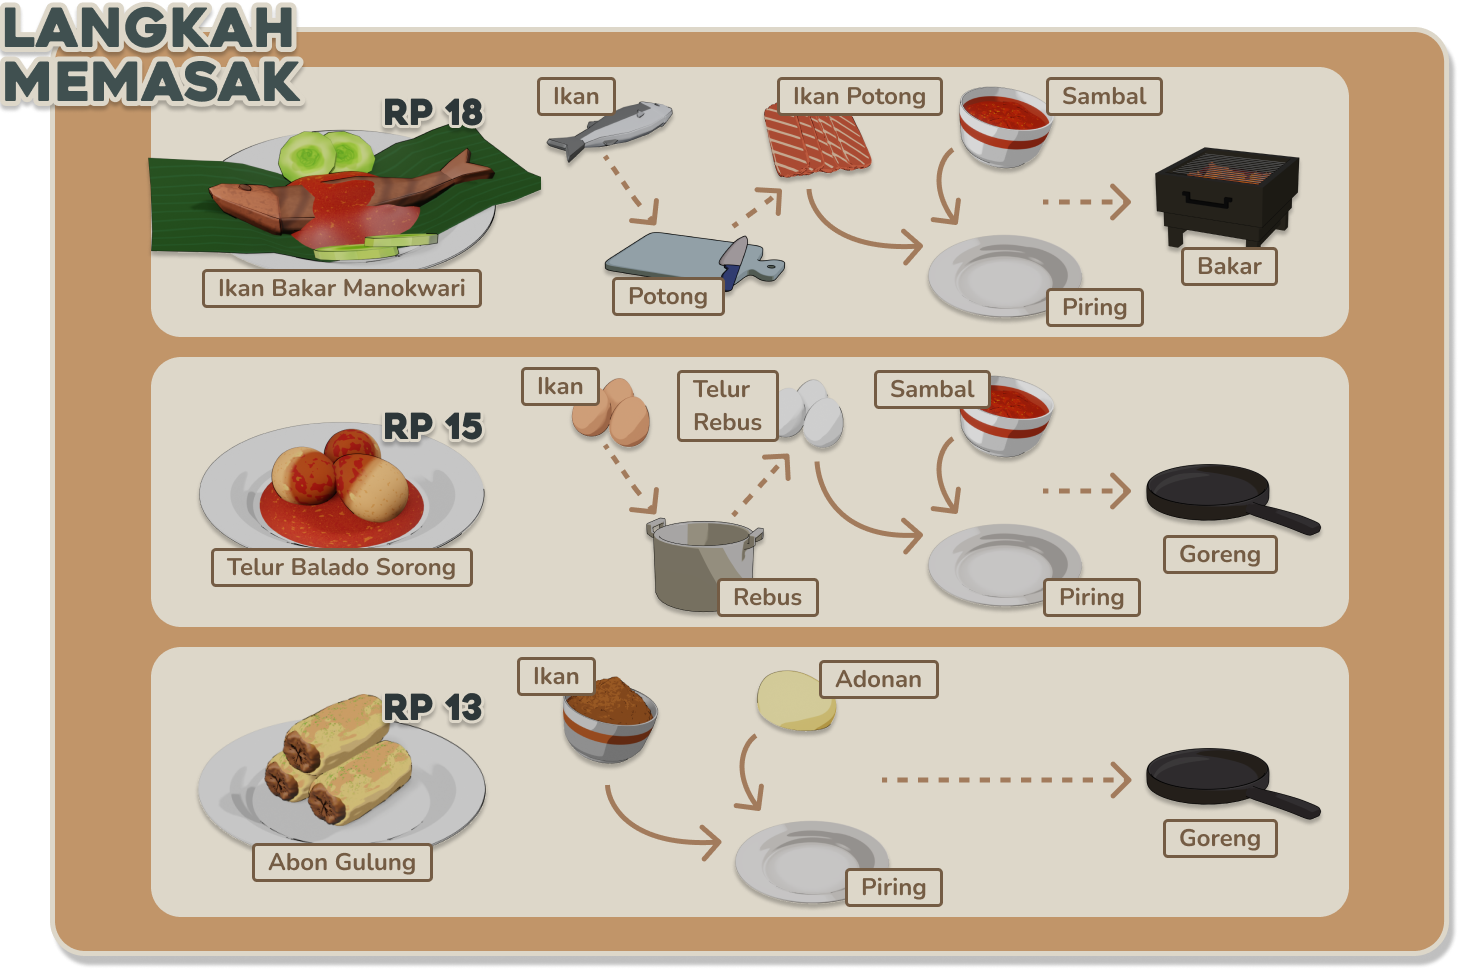 LANGKAH
MEMASAK
RP 18
Ikan
Ikan Potong
Sambal
Potong
Piring
Bakar
Ikan Bakar Manokwari
RP 15
Ikan
Telur
Rebus
Sambal
Rebus
Piring
Goreng
Telur Balado Sorong
RP 13
Ikan
Adonan
Piring
Goreng
Abon Gulung